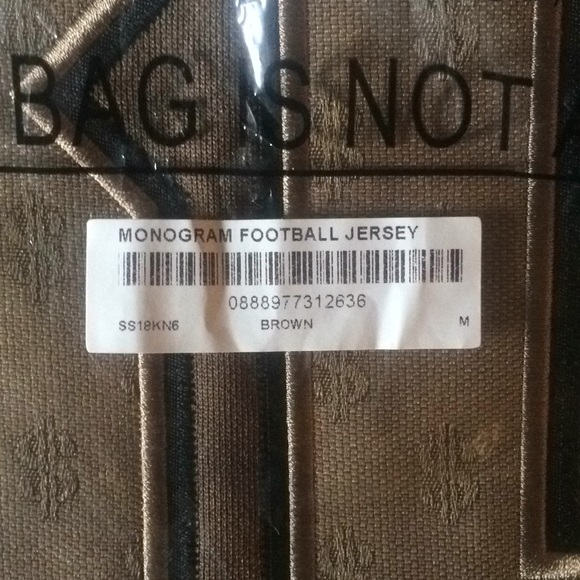 BAG IS NOT
MONOGRAM FOOTBALL JERSEY
0888977312636
SS18KN6 BROWN M